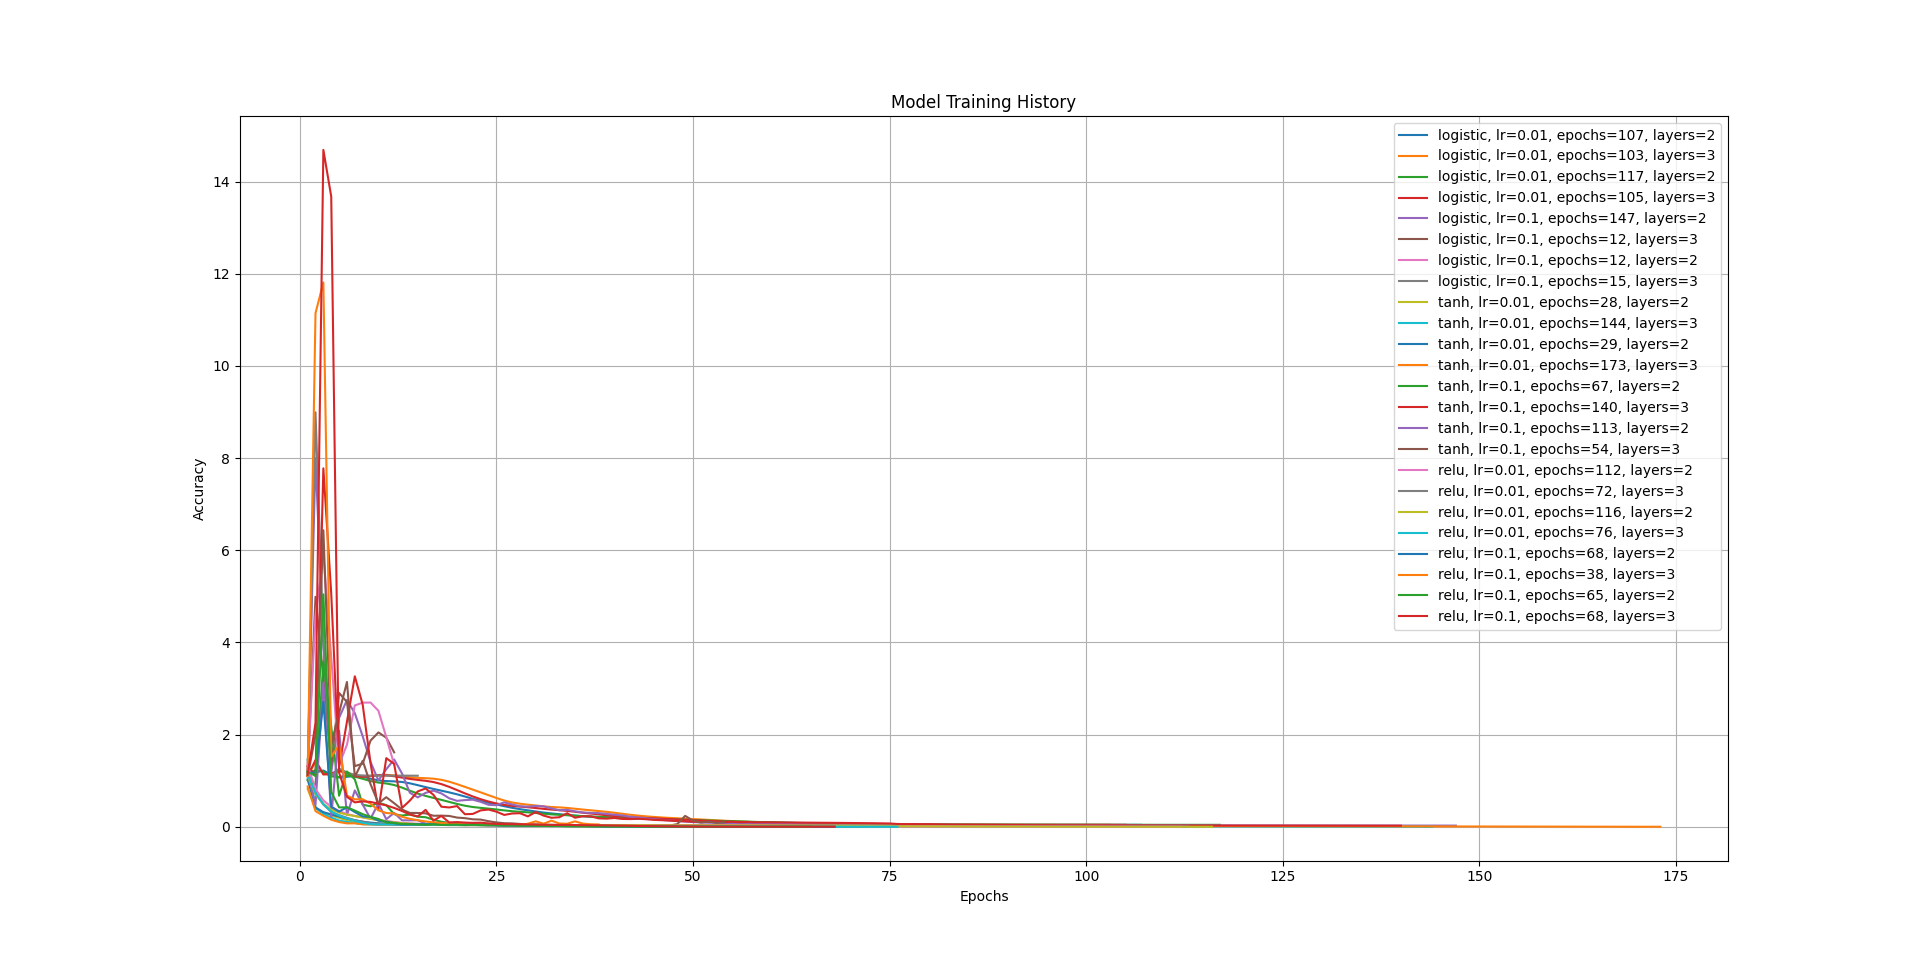 Model Training History
14
12
10
8
6
4
2
0
Accuracy
logistic, lr=0.01, epochs=107, layers=2
logistic, lr=0.01, epochs=103, layers=3
logistic, lr=0.01, epochs=117, layers=2
logistic, lr=0.01, epochs=105, layers=3
logistic, lr=0.1, epochs=147, layers=2
logistic, lr=0.1, epochs=12, layers=3
logistic, lr=0.1, epochs=12, layers=2
logistic, lr=0.1, epochs=15, layers=3
tanh, lr=0.01, epochs=28, layers=2
tanh, lr=0.01, epochs=144, layers=3
tanh, lr=0.01, epochs=29, layers=2
tanh, lr=0.01, epochs=173, layers=3
tanh, lr=0.1, epochs=67, layers=2
tanh, lr=0.1, epochs=140, layers=3
tanh, lr=0.1, epochs=113, layers=2
tanh, lr=0.1, epochs=54, layers=3
relu, lr=0.01, epochs=112, layers=2
relu, lr=0.01, epochs=72, layers=3
relu, lr=0.01, epochs=116, layers=2
relu, lr=0.01, epochs=76, layers=3
relu, lr=0.1, epochs=68, layers=2
relu, lr=0.1, epochs=38, layers=3
relu, lr=0.1, epochs=65, layers=2
relu, lr=0.1, epochs=68, layers=3
0 25 50 75 100 125 150 175
Epochs